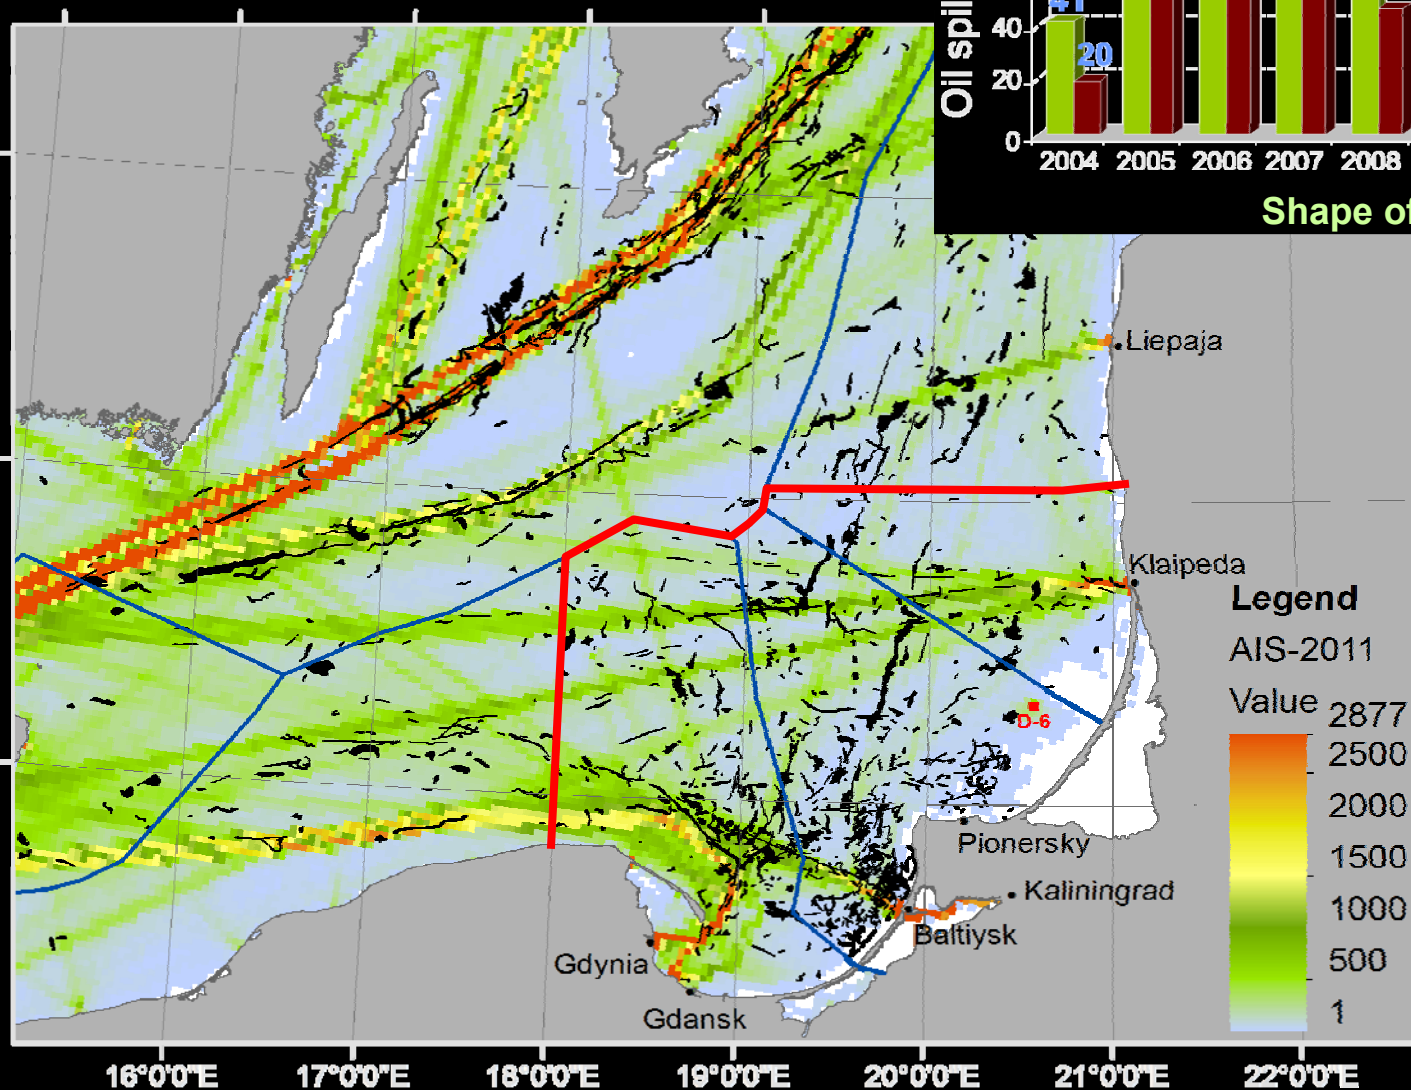 Oil spil
41
40
20
20
0
2004 2005 2006 2007 2008
Shape of
Liepaja
Klaipeda
Legend
AIS-2011
Value
2877
2500
2000
1500
1000
500
1
D-6
Pionersky
Kaliningrad
Baltiysk
Gdynia
Gdansk
16°0'0"E 17°0'0"E 18°0'0"E 19°0'0"E 20°0'0"E 21°0'0"E 22°0'0"E